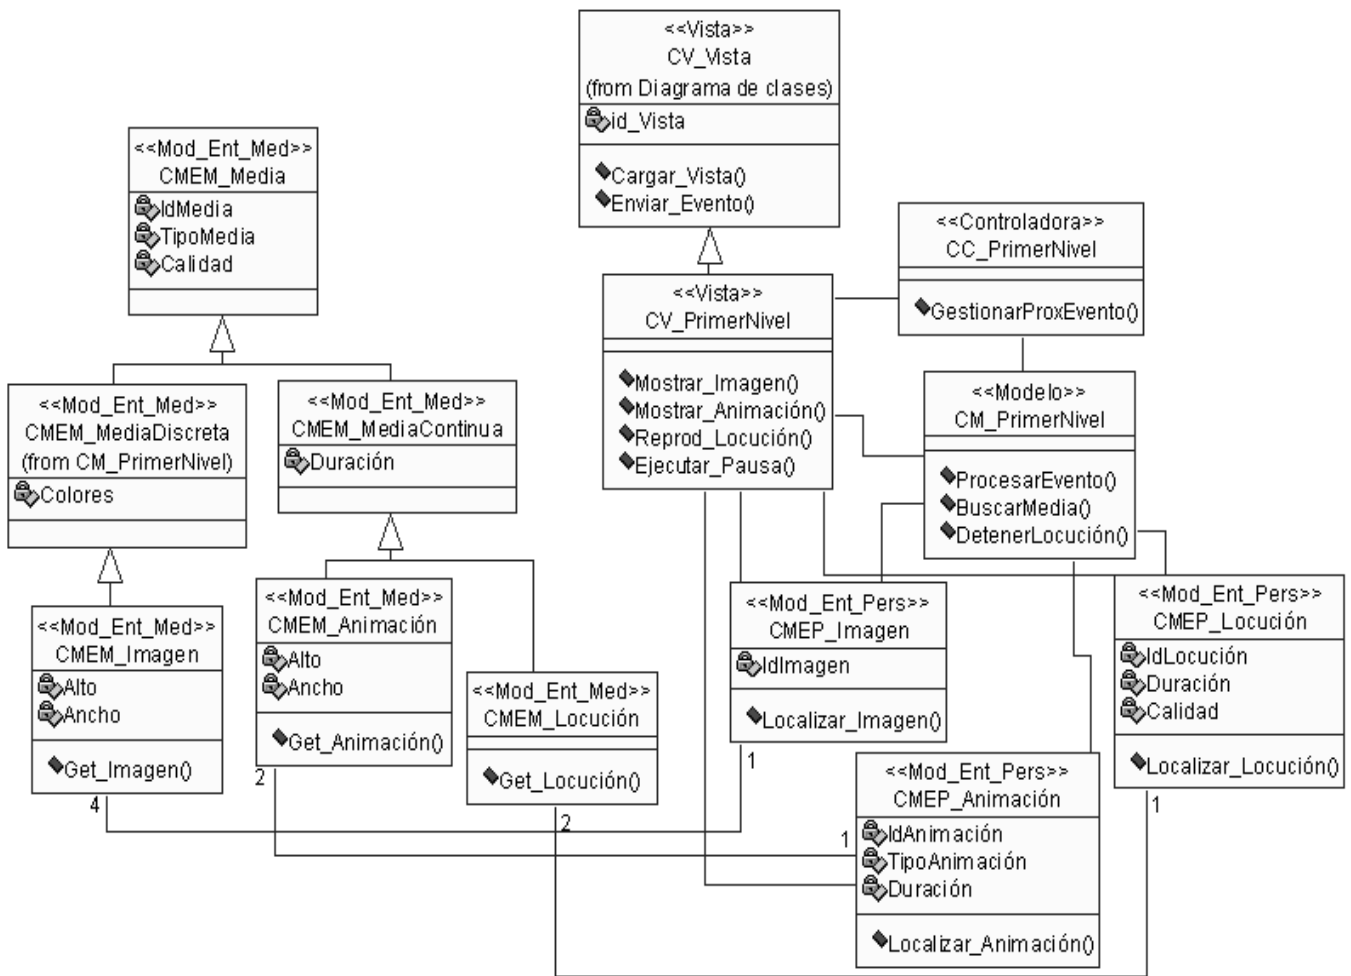 <<Vista>>
CV_Vista
(from Diagrama de clases)
id_Vista
Cargar_Vista()
Enviar_Evento()
<<Mod_Ent_Med>>
CMEM_Media
IdMedia
TipoMedia
Calidad
<<Controladora>>
CC_PrimerNivel
GestionarProxEvento()
<<Vista>>
CV_PrimerNivel
Mostrar_Imagen()
Mostrar_Animación()
Reprod_Locución()
Ejecutar_Pausa()
<<Modelo>>
CM_PrimerNivel
ProcesarEvento()
BuscarMedia()
DetenerLocución()
<<Mod_Ent_Med>>
CMEM_MediaDiscreta
(from CM_PrimerNivel)
Colores
<<Mod_Ent_Med>>
CMEM_MediaContinua
Duración
<<Mod_Ent_Med>>
CMEM_Imagen
Alto
Ancho
Get_Imagen()
4
<<Mod_Ent_Med>>
CMEM_Animación
Alto
Ancho
Get_Animación()
2
<<Mod_Ent_Med>>
CMEM_Locución
Get_Locución()
2
<<Mod_Ent_Pers>>
CMEP_Imagen
IdImagen
Localizar_Imagen()
1
<<Mod_Ent_Pers>>
CMEP_Locución
IdLocución
Duración
Calidad
Localizar_Locución()
1
<<Mod_Ent_Pers>>
CMEP_Animación
1
IdAnimación
TipoAnimación
Duración
Localizar_Animación()